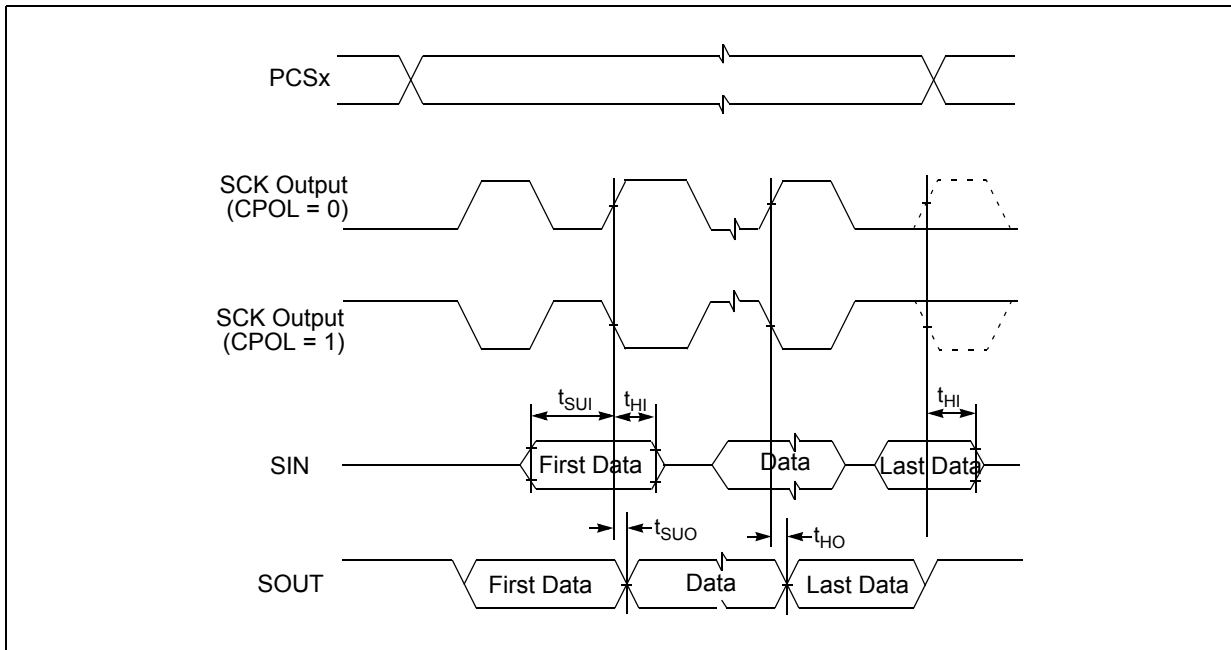 PCSx
SCK Output
(CPOL = 0)
SCK Output
(CPOL = 1)
tSUI
tHI
tHI
SIN
First Data
Data
Last Data
tSUO
tHO
SOUT
First Data
Data
Last Data